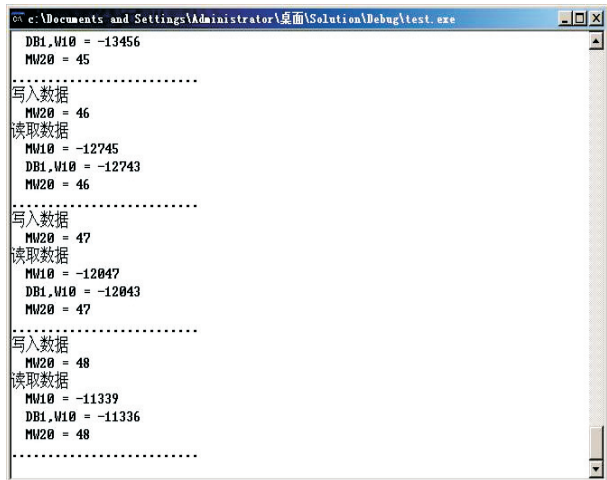 c:\Documents and Settings\Administrator\桌面\Solution\Debug\test.exe
DB1,W10 = -13456
MW20 = 45
..........................
写入数据
MW20 = 46
读取数据
MW10 = -12745
DB1,W10 = -12743
MW20 = 46
..........................
写入数据
MW20 = 47
读取数据
MW10 = -12047
DB1,W10 = -12043
MW20 = 47
..........................
写入数据
MW20 = 48
读取数据
MW10 = -11339
DB1,W10 = -11336
MW20 = 48
..........................